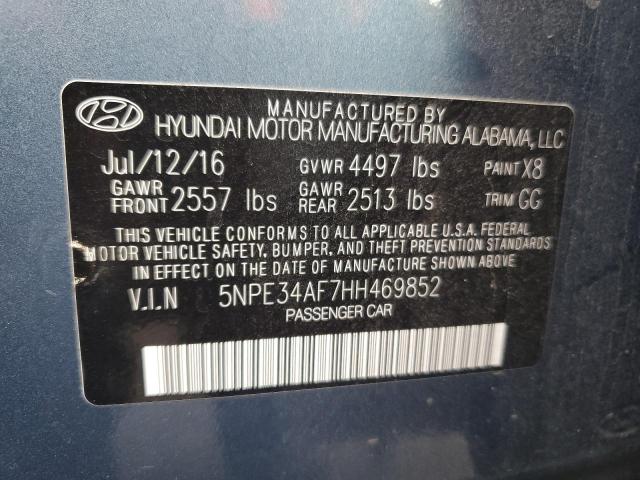 MANUFACTURED BY
HYUNDAI MOTOR MANUFACTURING ALABAMA, LLC
Jul/12/16 GVWR 4497 lbs PAINT X8
GAWR FRONT 2557 lbs GAWR REAR 2513 lbs TRIM GG
THIS VEHICLE CONFORMS TO ALL APPLICABLE U.S.A. FEDERAL
MOTOR VEHICLE SAFETY, BUMPER, AND THEFT PREVENTION STANDARDS
IN EFFECT ON THE DATE OF MANUFACTURE SHOWN ABOVE.
V.I.N 5NPE34AF7HH469852
PASSENGER CAR